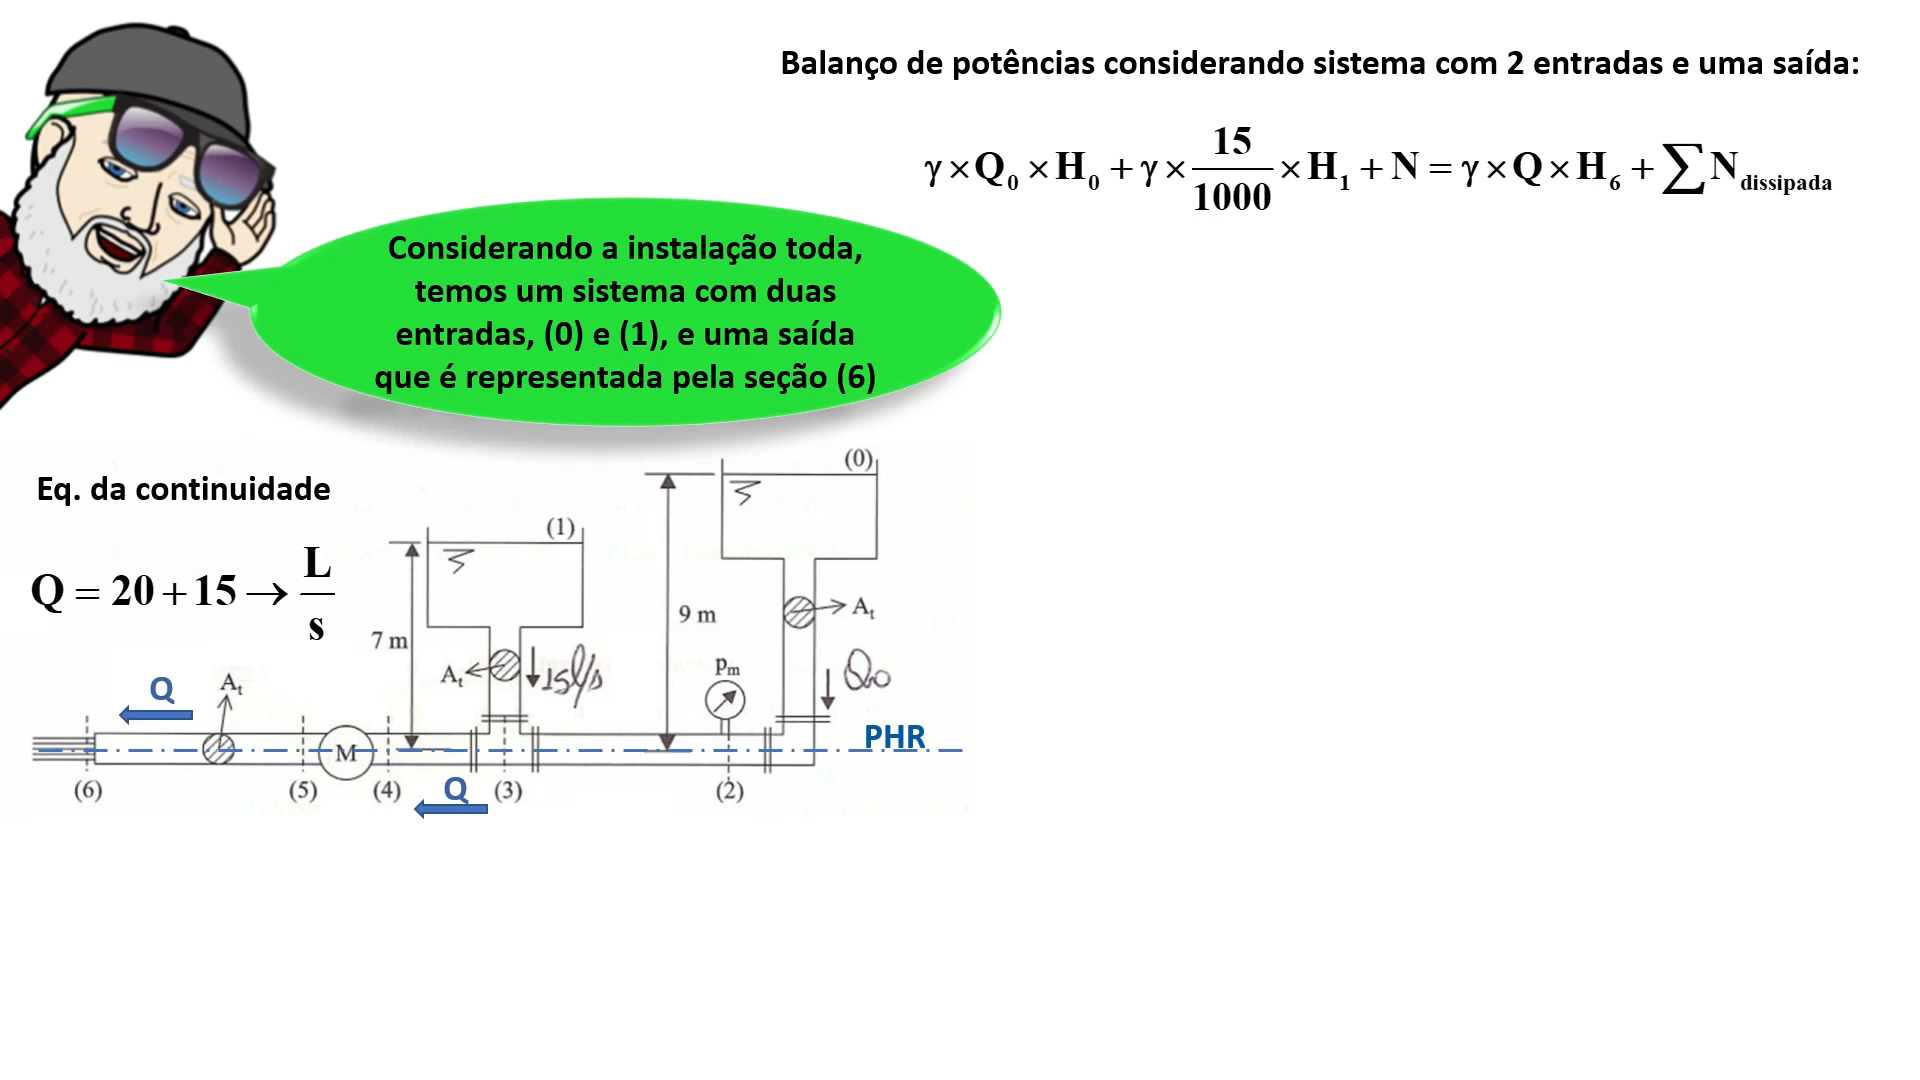 Balanço de potências considerando sistema com 2 entradas e uma saída:
γ × Q₀ × H₀ + γ × 15/1000 × H₁ + N = γ × Q × H₆ + ∑ N dissipada
Considerando a instalação toda,
temos um sistema com duas
entradas, (0) e (1), e uma saída
que é representada pela seção (6)
Eq. da continuidade
Q = 20 + 15 → L/s
(0)
(1)
9 m
At
7 m
At
15 l/s
pm
Q0
Q
At
PHR
M
(6)
(5)
(4)
Q
(3)
(2)